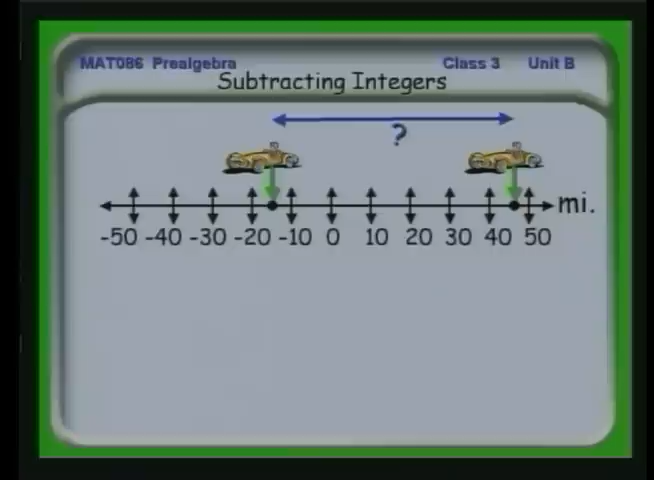 MAT086 Prealgebra Class 3 Unit B
Subtracting Integers
?
mi.
-50 -40 -30 -20 -10 0 10 20 30 40 50